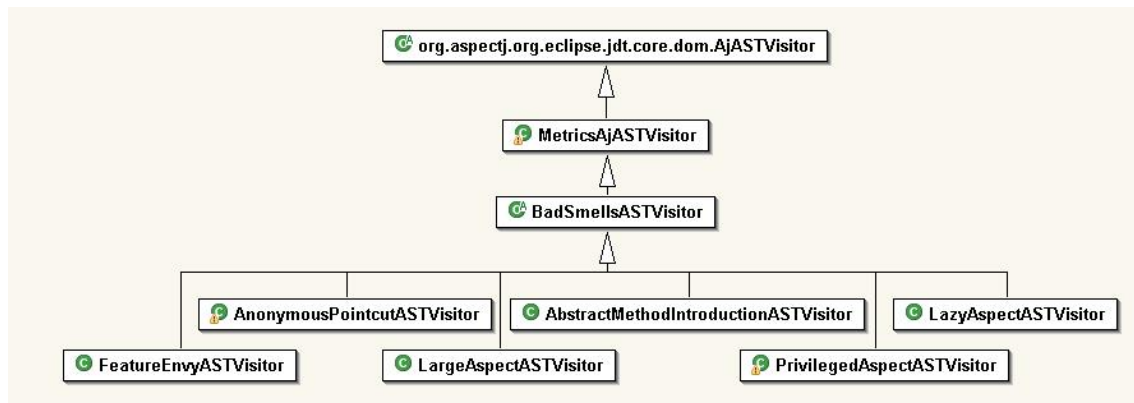 org.aspectj.org.eclipse.jdt.core.dom.AjASTVisitor
MetricsAjASTVisitor
BadSmellsASTVisitor
AnonymousPointcutASTVisitor
AbstractMethodIntroductionASTVisitor
LazyAspectASTVisitor
FeatureEnvyASTVisitor
LargeAspectASTVisitor
PrivilegedAspectASTVisitor